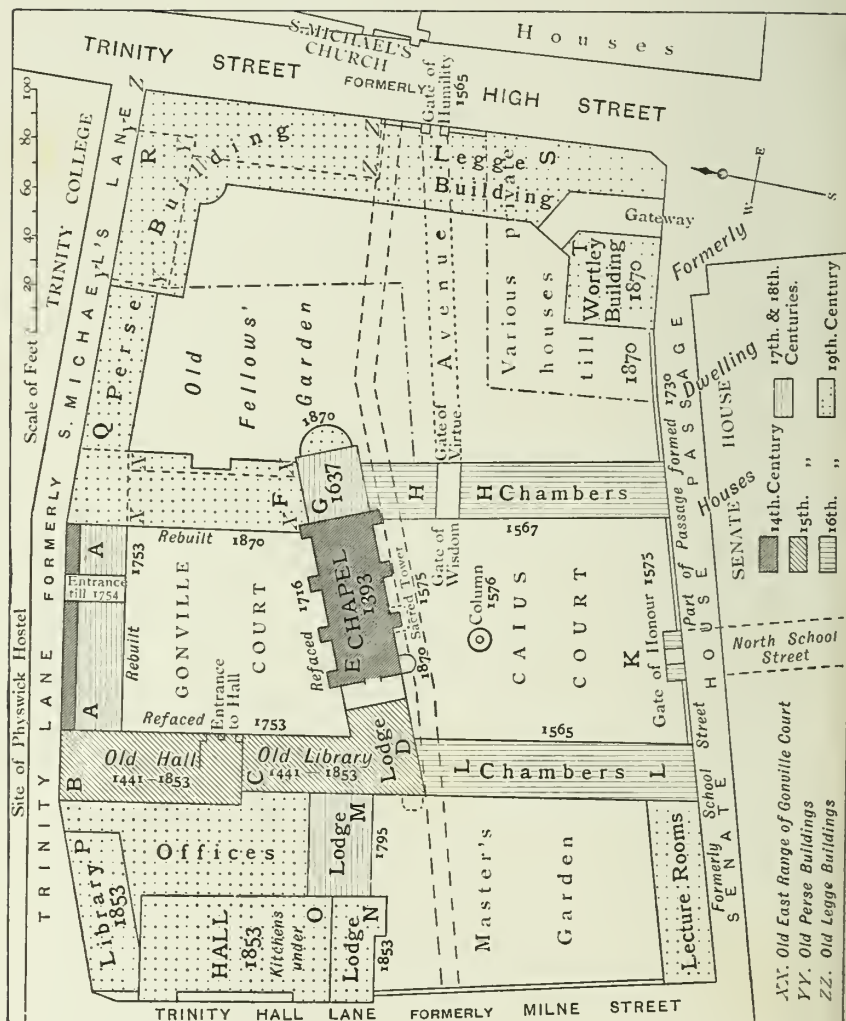 Site of Physwick Hostel
Scale of Feet
20 40 60 80 100
TRINITY LANE FORMERLY S. MICHAEL'S LANE
TRINITY COLLEGE
TRINITY STREET FORMERLY HIGH STREET
S. MICHAEL'S
CHURCH
Houses
Gate of
Humility
1565
Library P
1853
B
Old Hall
1441–1853
Entrance
to Hall
C
Old Library
1441–1853
Lodge
D
A
A
Entrance
till 1754
Rebuilt 1753
Refaced 1753
GONVILLE
COURT
Rebuilt 1870
Refaced 1716
E CHAPEL
1393
Sacred Tower
1575
1870
F
G
1637
1870
Q Perse Building
R
X
X
X
Y
Y
Y
Z
Z
Z
Old
Fellows'
Garden
Legge
Building
S
Avenue
Various private
houses
till 1870
T
Wortley
Building
1870
Gateway
N
E
W
S
Gate of
Virtue
Gate of
Wisdom
H
H Chambers
1567
Column
1576
CAIUS
COURT
K
Gate of Honour 1575
1565
L
Chambers
L
Offices
HALL
1853
Kitchens
under
O
Lodge
M
1795
Lodge
N
1853
Master's
Garden
Lecture Rooms
TRINITY HALL LANE FORMERLY MILNE STREET
SENATE HOUSE PASSAGE
Formerly School Street
Part of Passage formed 1730
Formerly Dwelling Houses
North School
Street
SENATE HOUSE
14th. Century
15th. "
16th. "
17th. & 18th.
Centuries.
19th. Century
XX. Old East Range of Gonville Court
YY. Old Perse Buildings
ZZ. Old Legge Buildings